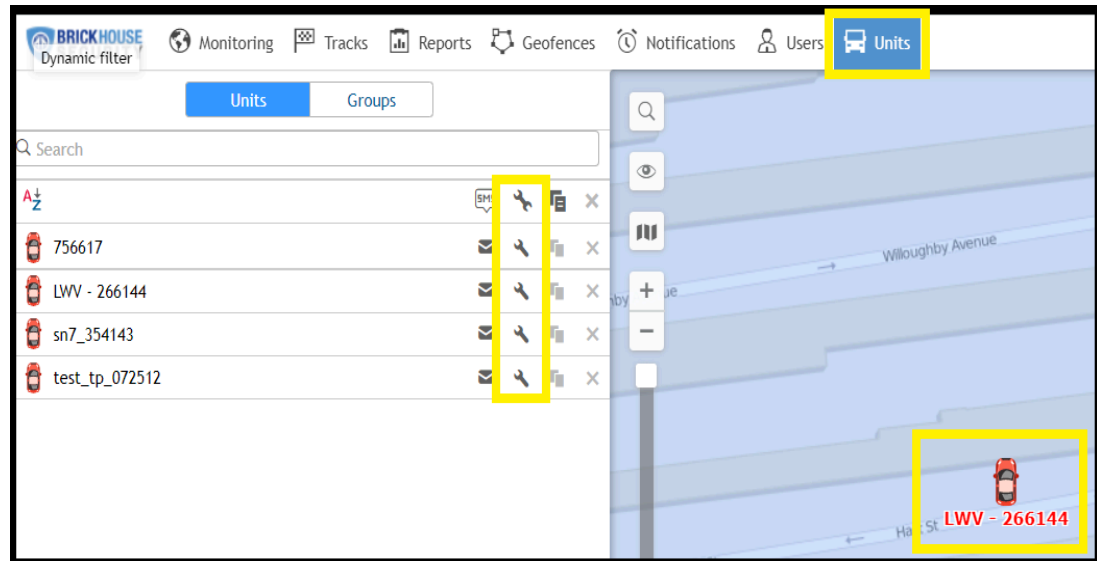 BRICKHOUSE
Dynamic filter
Monitoring
Tracks
Reports
Geofences
Notifications
Users
Units
Units
Groups
Search
A
Z
756617
LWV - 266144
sn7_354143
test_tp_072512
Willoughby Avenue
LWV - 266144
St